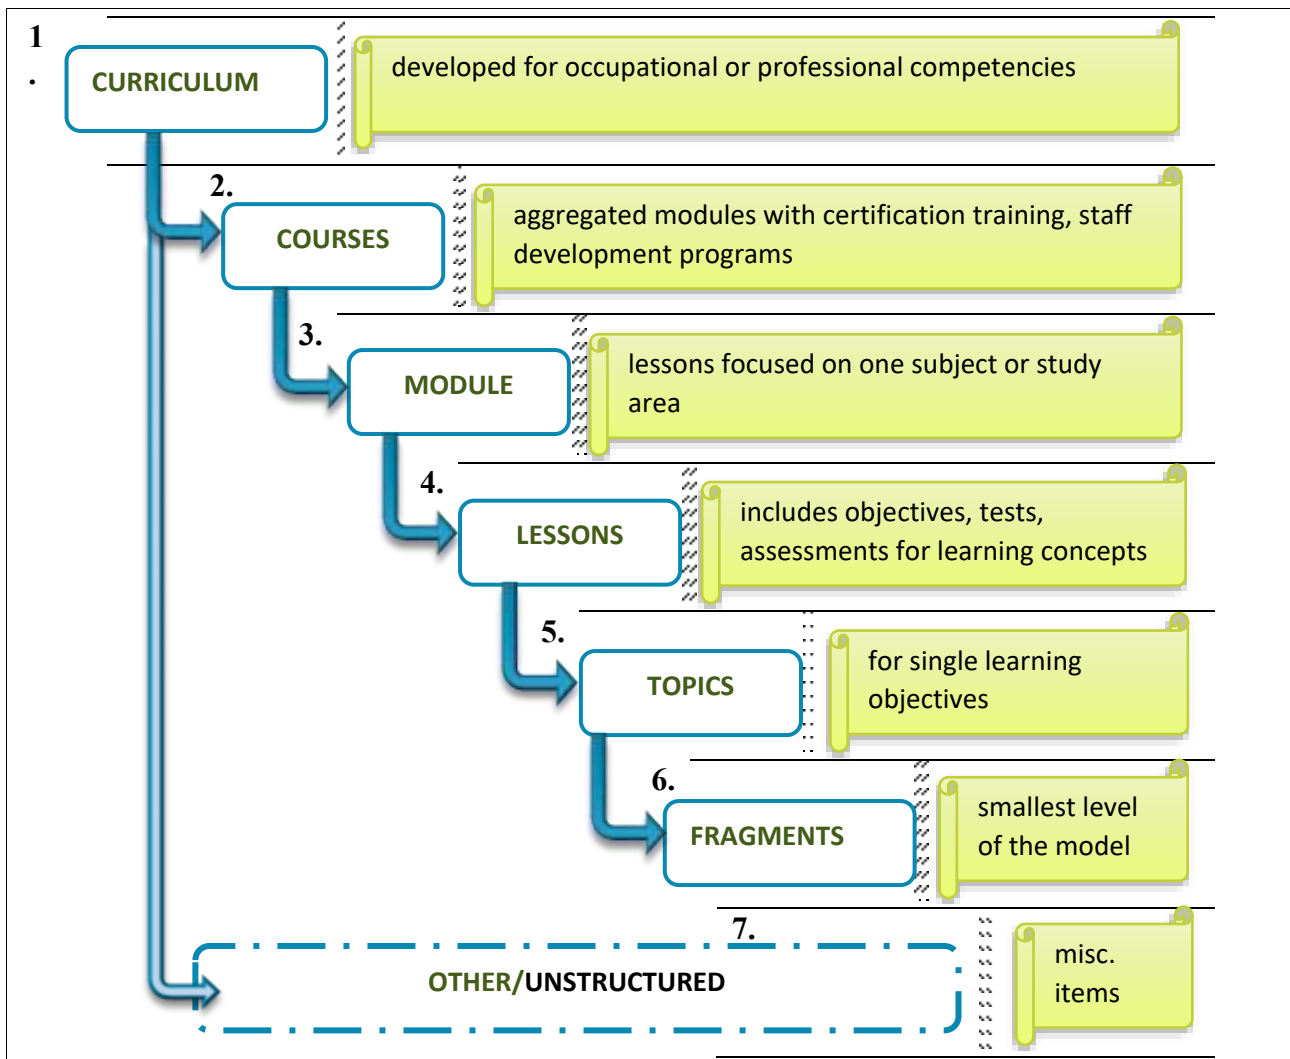 1
.
CURRICULUM
developed for occupational or professional competencies
2.
COURSES
aggregated modules with certification training, staff
development programs
3.
MODULE
lessons focused on one subject or study
area
4.
LESSONS
includes objectives, tests,
assessments for learning concepts
5.
TOPICS
for single learning
objectives
6.
FRAGMENTS
smallest level
of the model
7.
OTHER/UNSTRUCTURED
misc.
items